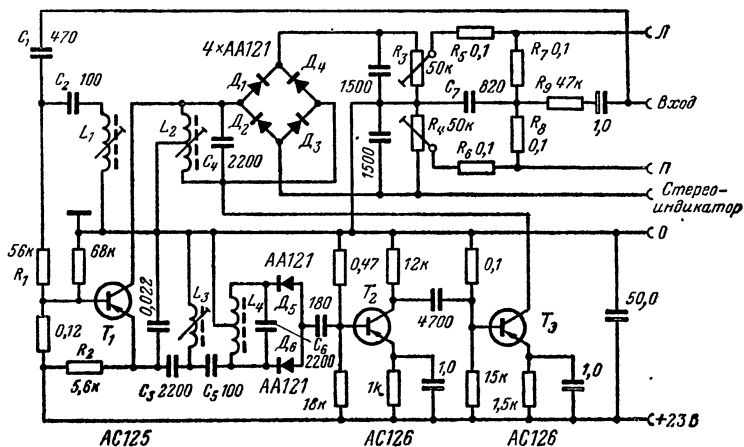 C₁ 470
4×АА121
C₂ 100
Д₁ Д₄
Д₂ Д₃
L₁
L₂
C₄ 2200
1500
1500
R₃ 50к
R₅ 0,1
R₇ 0,1
C₇ 820
R₉ 47к
1,0
R₄ 50к
R₈ 0,1
R₆ 0,1
Л
Вход
П
Стерео-
индикатор
0
56к
R₁
68к
0,12
T₁
R₂
5,6к
0,022
L₃
C₃ 2200
C₅ 100
L₄
АА121
Д₅
Д₆
АА121
C₆
2200
180
0,47
18к
T₂
12к
1к
1,0
4700
0,1
15к
T₃
1,5к
1,0
50,0
+23 В
АС125
АС126
АС126